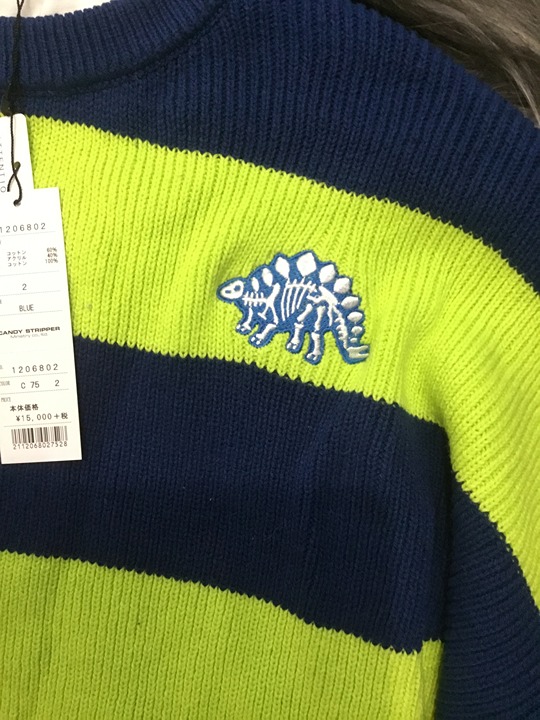 1206802
コットン 60%
アクリル 40%
コットン 100%
2
BLUE
CANDY STRIPPER
1206802
C 75 2
本体価格
¥15,000+税
2112068027528